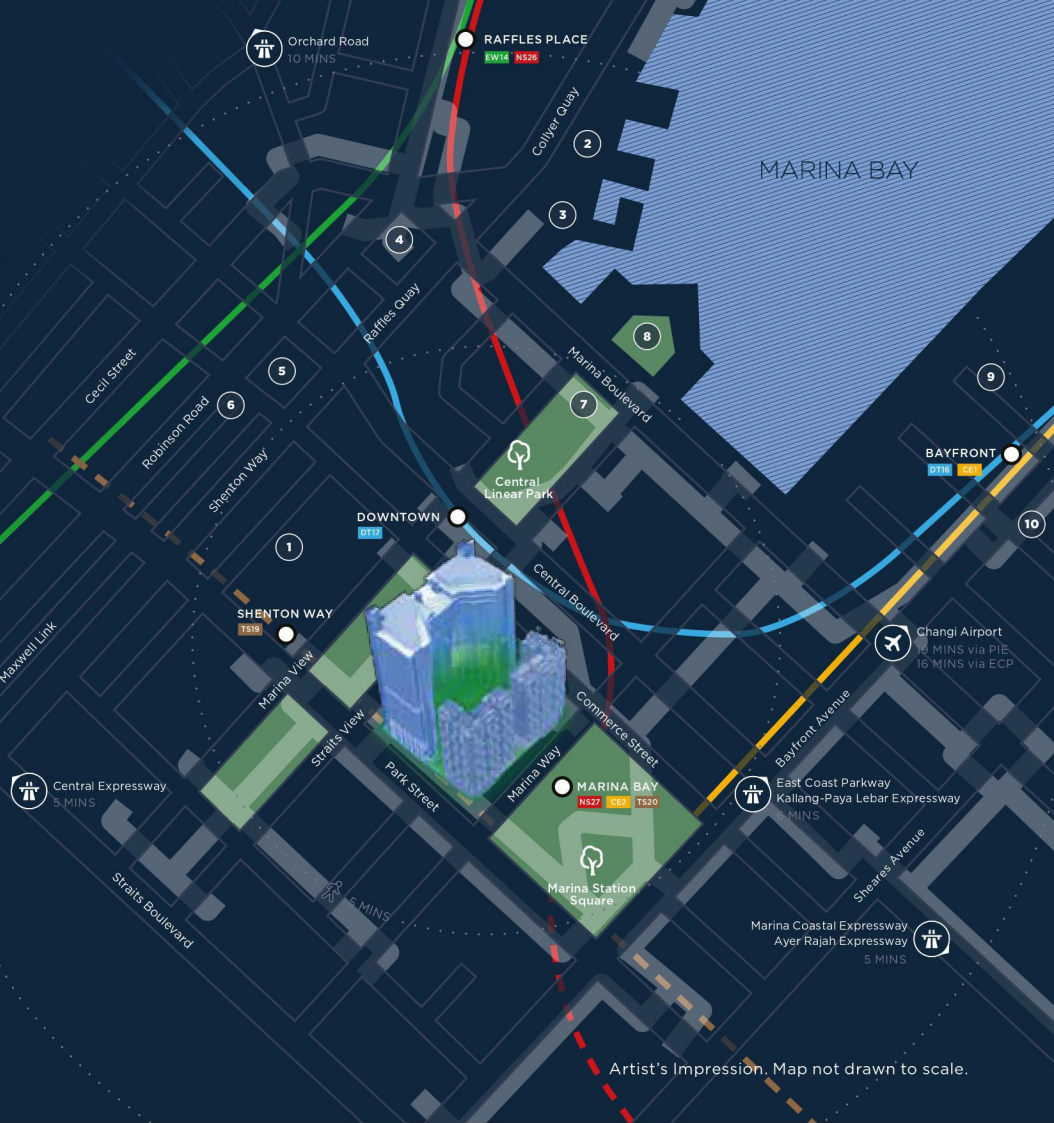 Orchard Road
10 MINS
RAFFLES PLACE
EW14 NS26
Collyer Quay
2
MARINA BAY
3
4
Raffles Quay
8
Marina Boulevard
Cecil Street
5
6
Robinson Road
Shenton Way
7
9
Central
Linear Park
BAYFRONT
DT16 CE1
DOWNTOWN
DT17
10
1
Central Boulevard
SHENTON WAY
TS19
Maxwell Link
Marina View
Changi Airport
MINS via PIE
16 MINS via ECP
Straits View
Commerce Street
Bayfront Avenue
Park Street
Marina Way
MARINA BAY
NS27 CE2 TS20
Central Expressway
5 MINS
East Coast Parkway
Kallang-Paya Lebar Expressway
MINS
Marina Station
Square
Sheares Avenue
5 MINS
Straits Boulevard
Marina Coastal Expressway
Ayer Rajah Expressway
5 MINS
Artist's Impression. Map not drawn to scale.